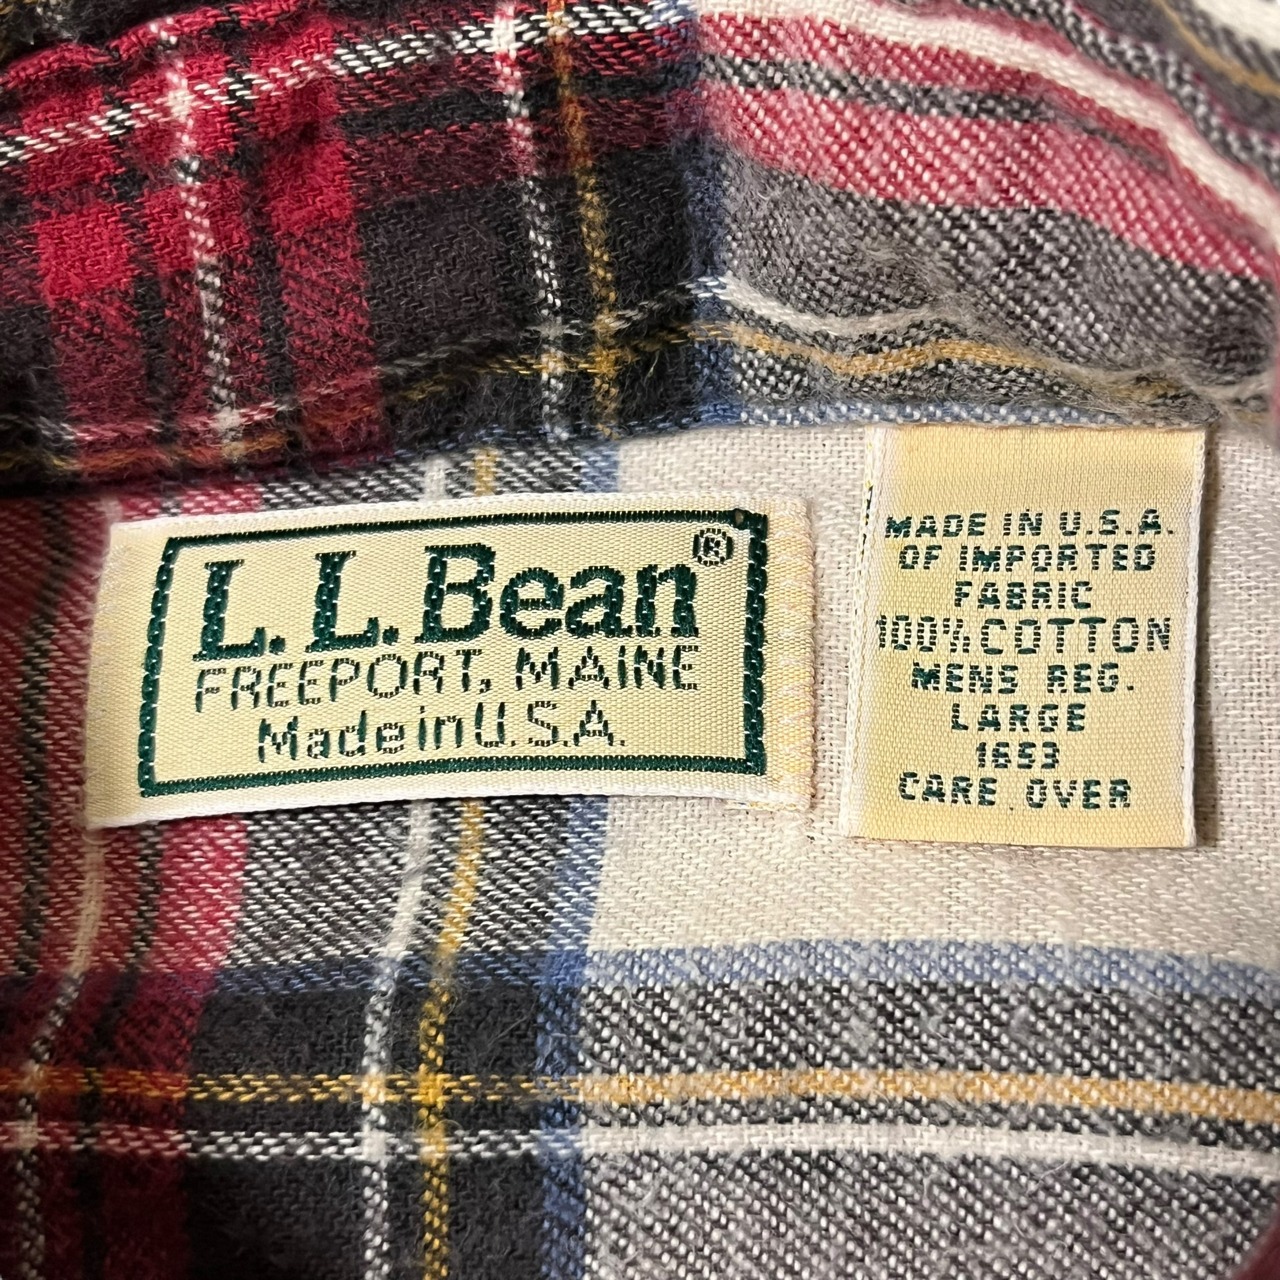 L.L.Bean®
FREEPORT, MAINE
Made in U.S.A.
MADE IN U.S.A.
OF IMPORTED
FABRIC
100% COTTON
MENS REG.
LARGE
1653
CARE OVER